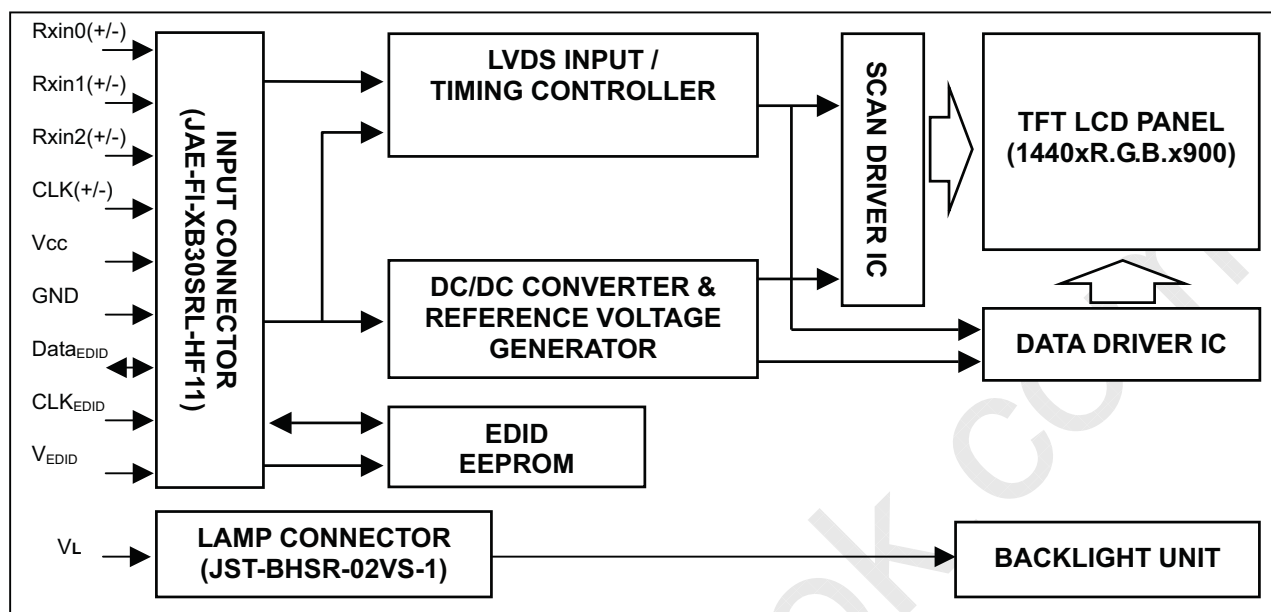 Rxin0(+/-)
Rxin1(+/-)
Rxin2(+/-)
CLK(+/-)
Vcc
GND
DataEDID
CLKEDID
VEDID
VL
INPUT CONNECTOR
(JAE-FI-XB30SRL-HF11)
LVDS INPUT /
TIMING CONTROLLER
DC/DC CONVERTER &
REFERENCE VOLTAGE
GENERATOR
EDID
EEPROM
LAMP CONNECTOR
(JST-BHSR-02VS-1)
SCAN DRIVER IC
TFT LCD PANEL
(1440xR.G.B.x900)
DATA DRIVER IC
BACKLIGHT UNIT